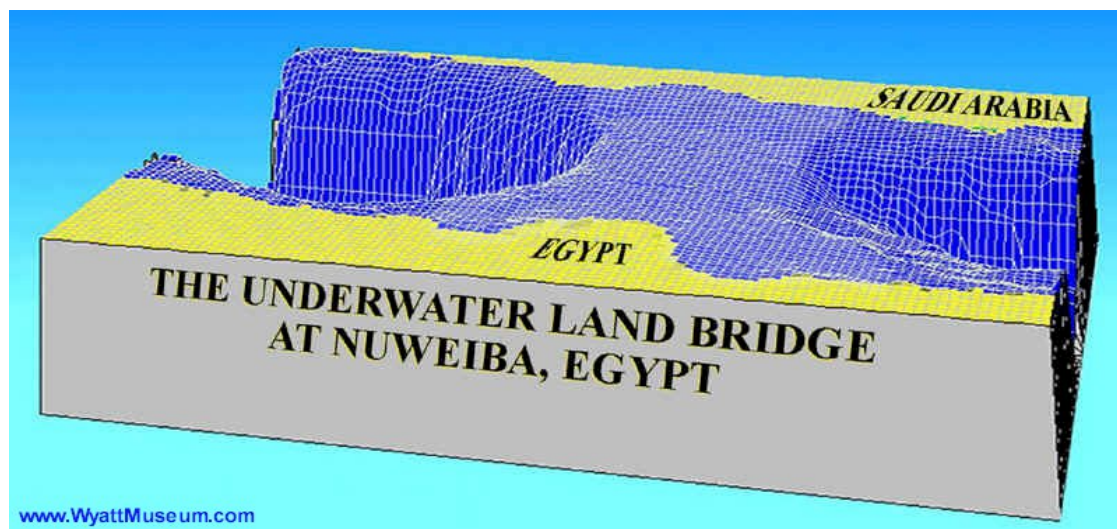 SAUDI ARABIA
EGYPT
THE UNDERWATER LAND BRIDGE
AT NUWEIBA, EGYPT
www.WyattMuseum.com